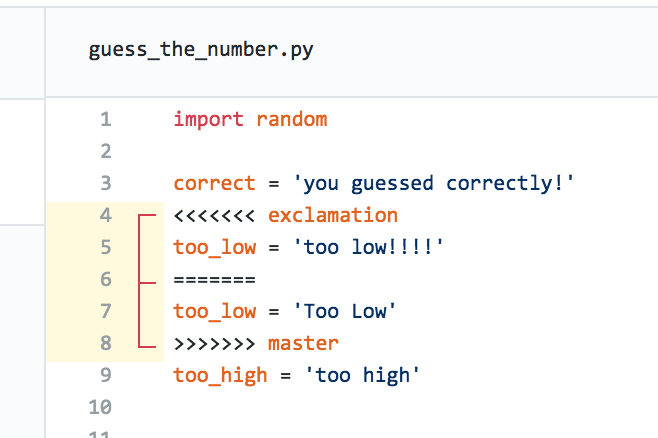 guess_the_number.py
1 import random
2
3 correct = 'you guessed correctly!'
4 <<<<<<< exclamation
5 too_low = 'too low!!!!'
6 =======
7 too_low = 'Too Low'
8 >>>>>>> master
9 too_high = 'too high'
10
11